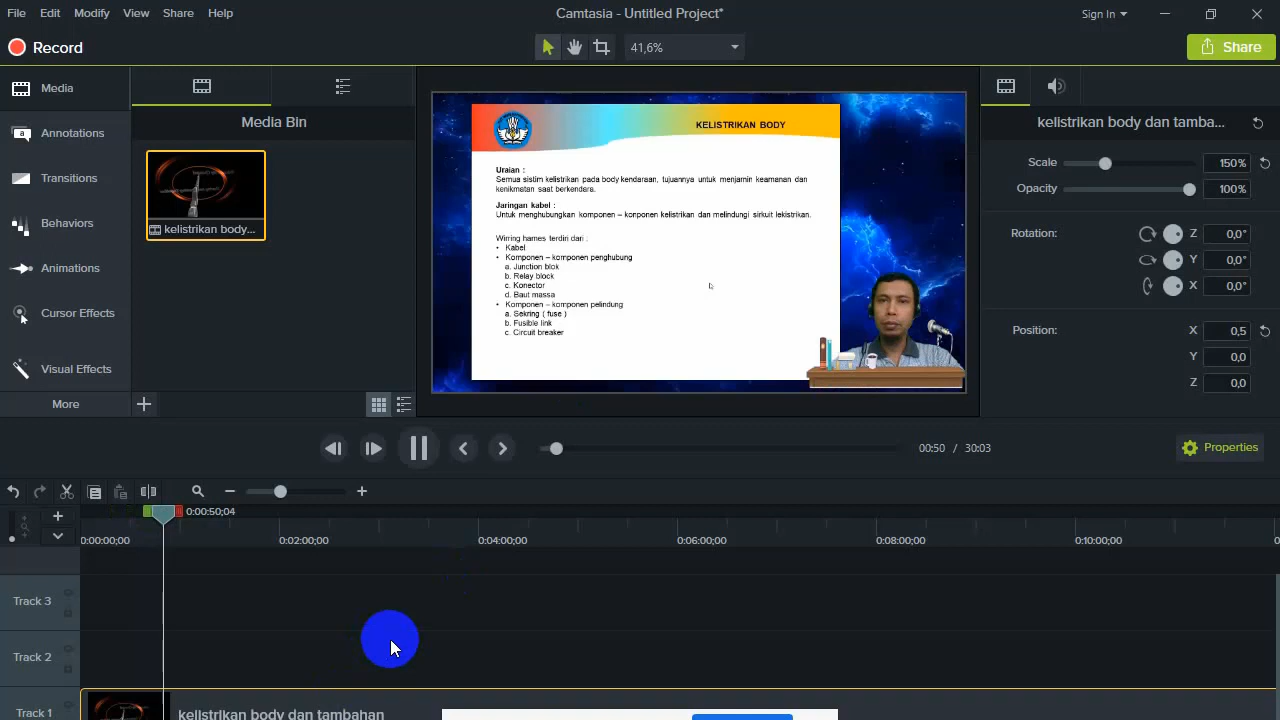 File Edit Modify View Share Help
Camtasia - Untitled Project*
Sign In
Record
41,6%
Share
Media
Annotations
Transitions
Behaviors
Animations
Cursor Effects
Visual Effects
More
Media Bin
kelistrikan body...
KELISTRIKAN BODY
Uraian :
Semua sistim kelistrikan pada body kendaraan, tujuannya untuk menjamin keamanan dan
kenikmatan saat berkendara.
Jaringan kabel :
Untuk menghubungkan komponen – konponen kelistrikan dan melindungi sirkuit lekistrikan.
Wirring harnes terdiri dari :
• Kabel
• Komponen – komponen penghubung
a. Junction blok
b. Relay block
c. Konector
d. Baut massa
• Komponen – komponen pelindung
a. Sekring ( fuse )
b. Fusible link
c. Circuit breaker
kelistrikan body dan tamba...
Scale 150%
Opacity 100%
Rotation: Z 0,0°
Y 0,0°
X 0,0°
Position: X 0,5
Y 0,0
Z 0,0
00:50 / 30:03
Properties
0:00:50;04
0:00:00;00 0:02:00;00 0:04:00;00 0:06:00;00 0:08:00;00 0:10:00;00
Track 3
Track 2
Track 1
kelistrikan body dan tambahan